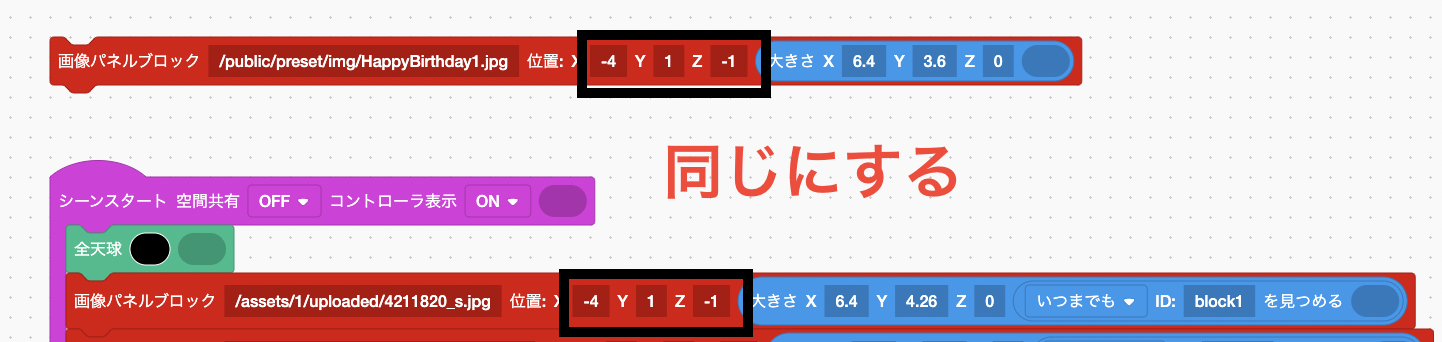 画像パネルブロック /public/preset/img/HappyBirthday1.jpg 位置: X -4 Y 1 Z -1 大きさ X 6.4 Y 3.6 Z 0
同じにする
シーンスタート 空間共有 OFF コントローラ表示 ON
全天球
画像パネルブロック /assets/1/uploaded/4211820_s.jpg 位置: X -4 Y 1 Z -1 大きさ X 6.4 Y 4.26 Z 0 いつまでも ID: block1 を見つめる